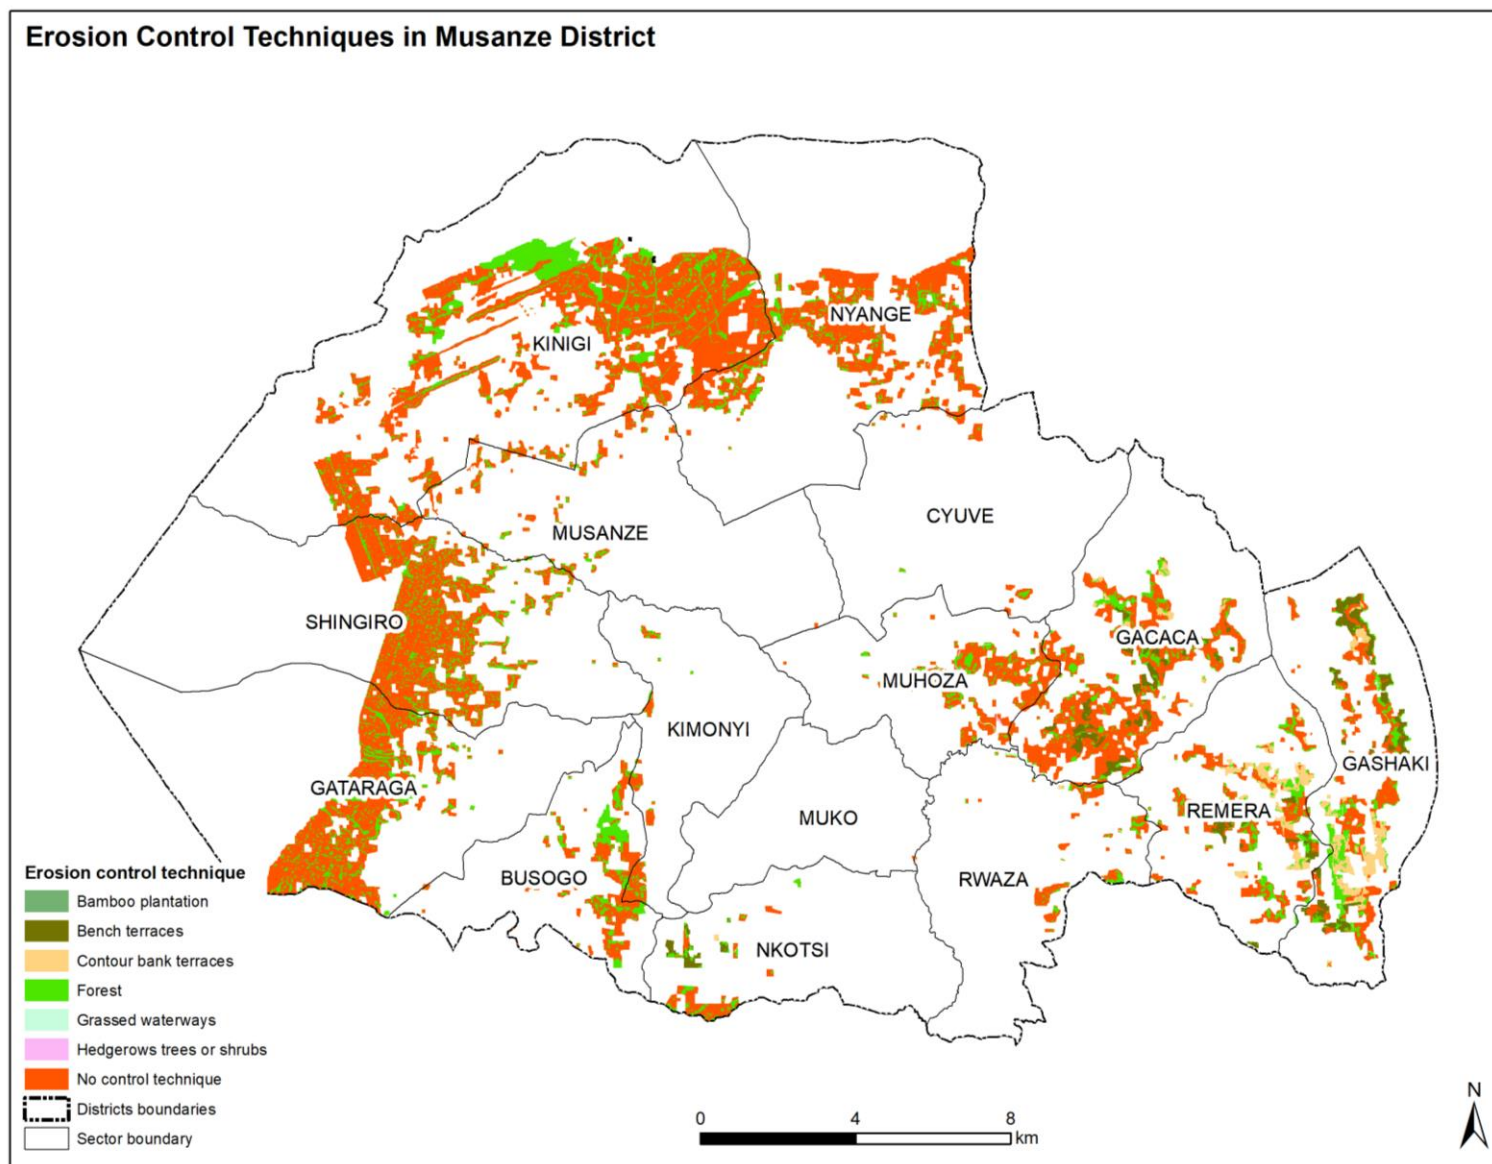 Erosion Control Techniques in Musanze District
NYANGE
KINIGI
CYUVE
MUSANZE
SHINGIRO
GACACA
MUHOZA
KIMONYI
GASHAKI
GATARAGA
REMERA
MUKO
BUSOGO
RWAZA
NKOTSI
Erosion control technique
Bamboo plantation
Bench terraces
Contour bank terraces
Forest
Grassed waterways
Hedgerows trees or shrubs
No control technique
Districts boundaries
Sector boundary
0 4 8
km
N